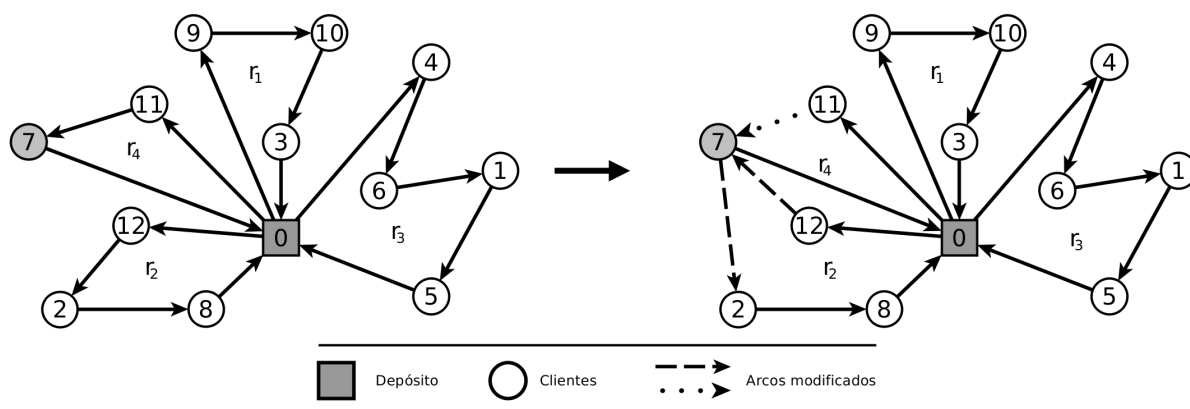 9 10 4 r1 11 7 r4 3 6 1 12 r2 0 r3 2 8 5
9 10 4 r1 11 7 r4 3 6 1 12 r2 0 r3 2 8 5
Depósito
Clientes
Arcos modificados